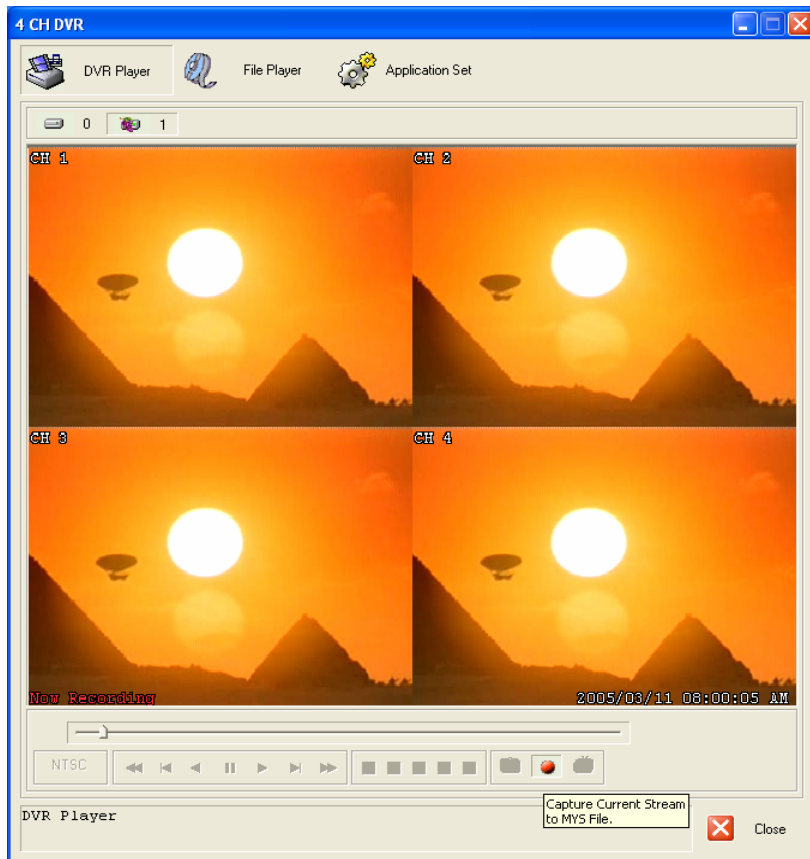 4 CH DVR
DVR Player
File Player
Application Set
0
1
CH 1
CH 2
CH 3
CH 4
Now Recording
2005/03/11 08:00:05 AM
NTSC
Capture Current Stream
to MYS File.
DVR Player
Close